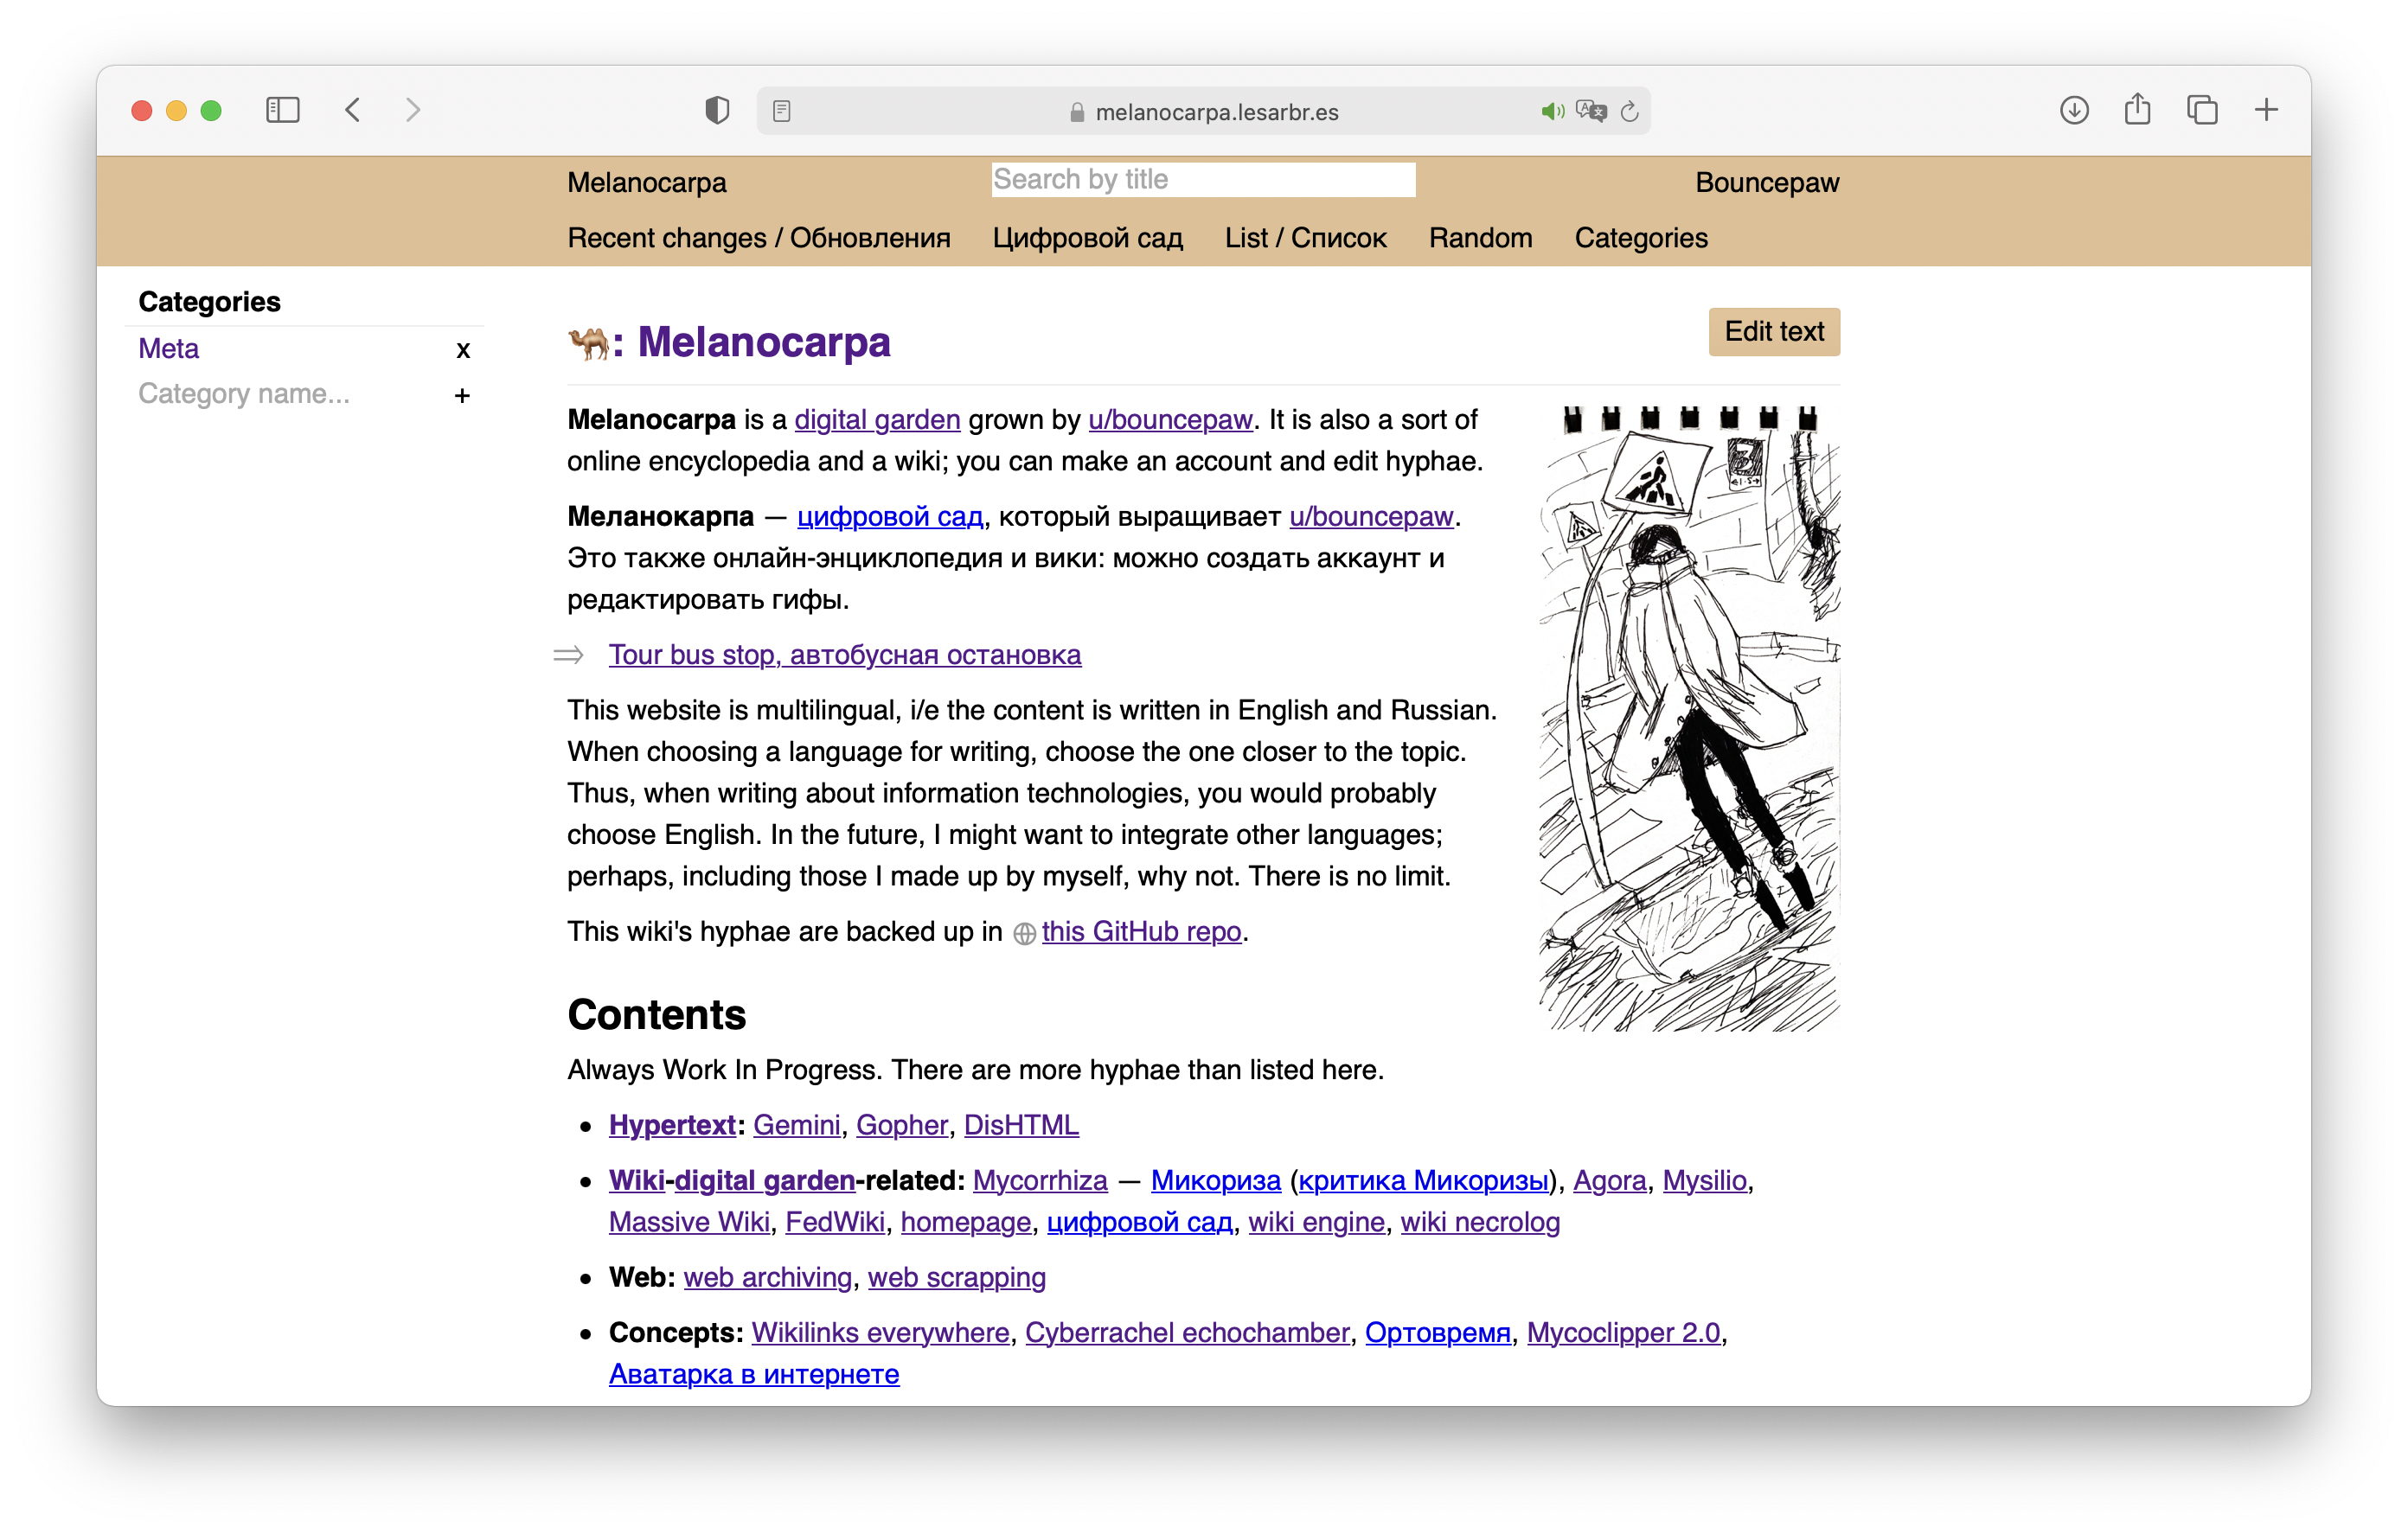 melanocarpa.lesarbr.es
Melanocarpa
Search by title
Bouncepaw
Recent changes / Обновления
Цифровой сад
List / Список
Random
Categories
Categories
Meta x
Category name... +
🐫: Melanocarpa
Edit text
Melanocarpa is a digital garden grown by u/bouncepaw. It is also a sort of
online encyclopedia and a wiki; you can make an account and edit hyphae.
Меланокарпа — цифровой сад, который выращивает u/bouncepaw.
Это также онлайн-энциклопедия и вики: можно создать аккаунт и
редактировать гифы.
⇒ Tour bus stop, автобусная остановка
This website is multilingual, i/e the content is written in English and Russian.
When choosing a language for writing, choose the one closer to the topic.
Thus, when writing about information technologies, you would probably
choose English. In the future, I might want to integrate other languages;
perhaps, including those I made up by myself, why not. There is no limit.
This wiki's hyphae are backed up in this GitHub repo.
3
Contents
Always Work In Progress. There are more hyphae than listed here.
• Hypertext: Gemini, Gopher, DisHTML
• Wiki-digital garden-related: Mycorrhiza — Микориза (критика Микоризы), Agora, Mysilio,
Massive Wiki, FedWiki, homepage, цифровой сад, wiki engine, wiki necrolog
• Web: web archiving, web scrapping
• Concepts: Wikilinks everywhere, Cyberrachel echochamber, Ортовремя, Mycoclipper 2.0,
Аватарка в интернете